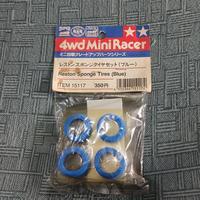 4wd Mini Racer
ミニ四駆グレードアップパーツシリーズ
レストンスポンジタイヤセット(ブルー)
Reston Sponge Tires (Blue)
ITEM 15117 350円